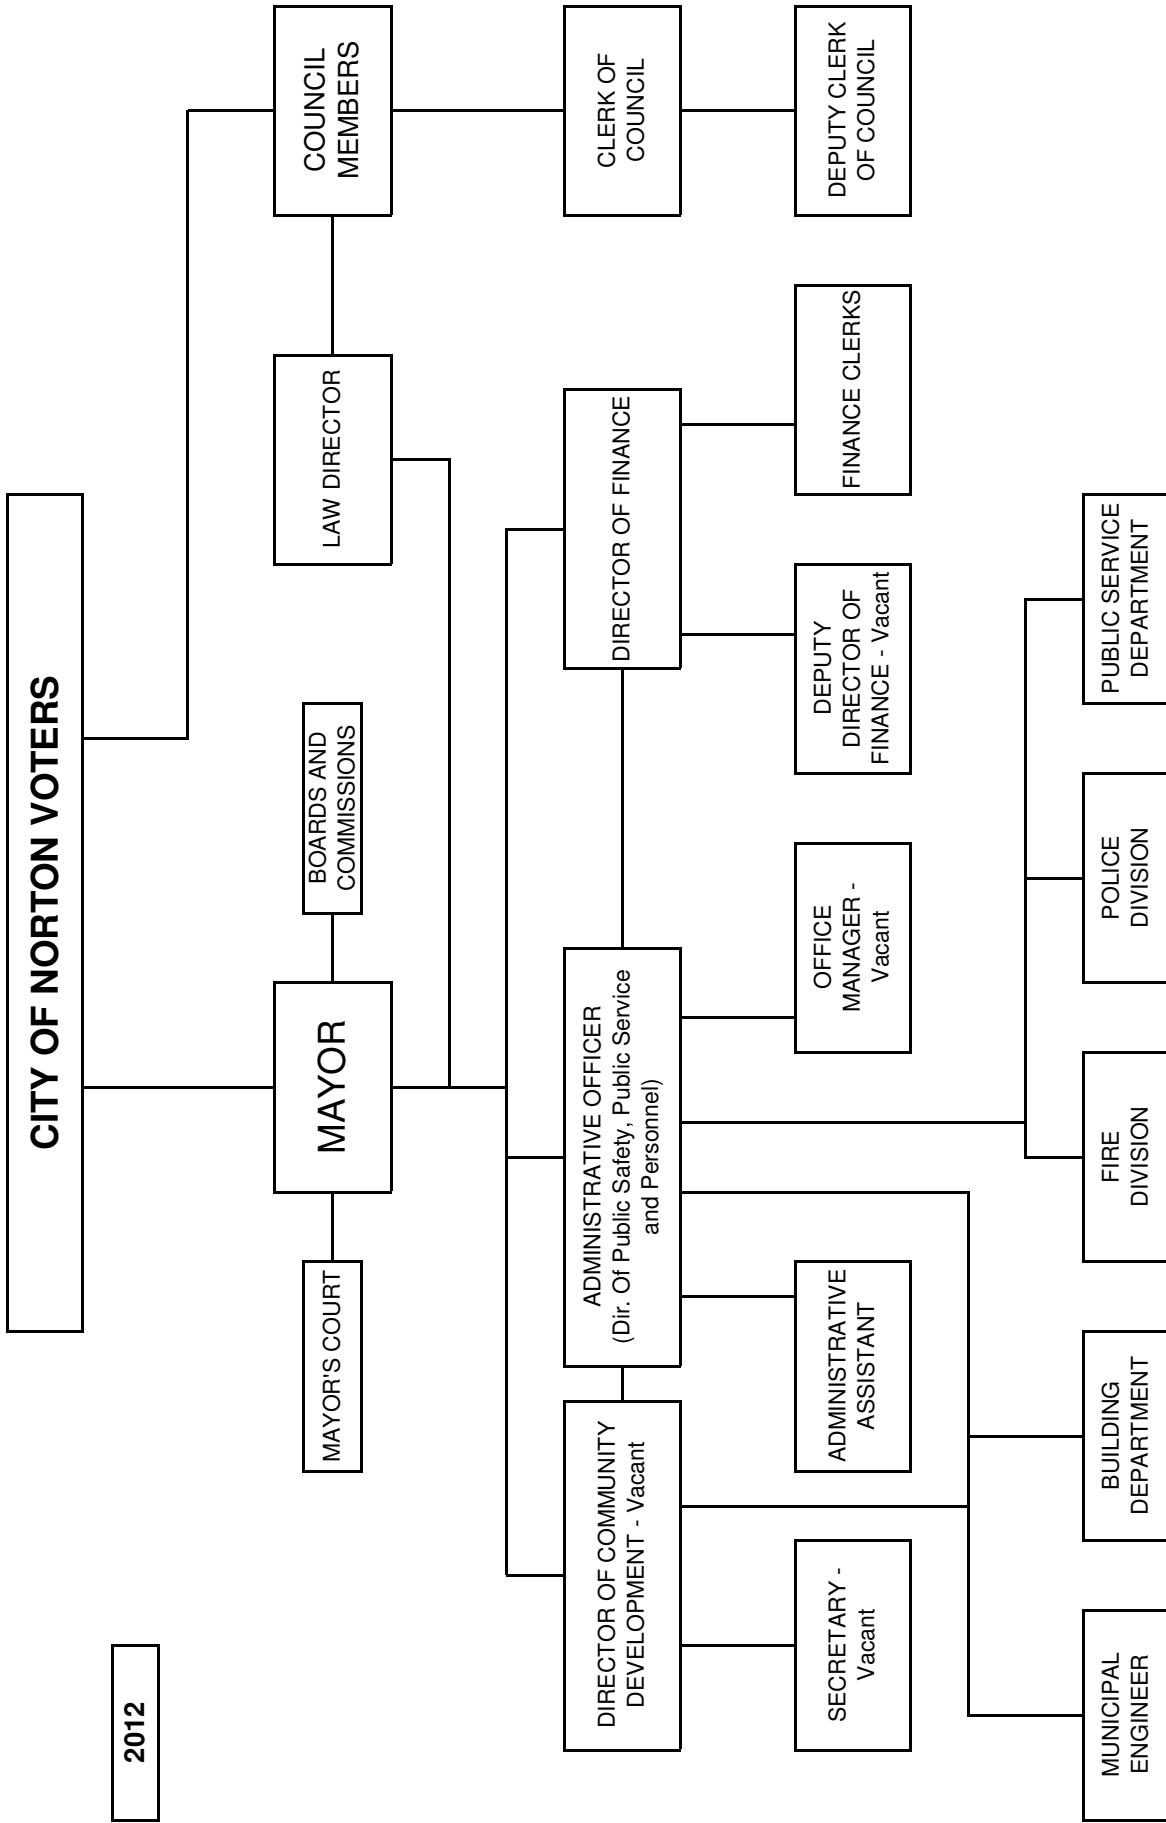 CITY OF NORTON VOTERS
2012
MAYOR'S COURT
MAYOR
BOARDS AND
COMMISSIONS
LAW DIRECTOR
COUNCIL
MEMBERS
DIRECTOR OF COMMUNITY
DEVELOPMENT - Vacant
ADMINISTRATIVE OFFICER
(Dir. Of Public Safety, Public Service
and Personnel)
DIRECTOR OF FINANCE
CLERK OF
COUNCIL
SECRETARY -
Vacant
ADMINISTRATIVE
ASSISTANT
OFFICE
MANAGER -
Vacant
DEPUTY
DIRECTOR OF
FINANCE - Vacant
FINANCE CLERKS
DEPUTY CLERK
OF COUNCIL
MUNICIPAL
ENGINEER
BUILDING
DEPARTMENT
FIRE
DIVISION
POLICE
DIVISION
PUBLIC SERVICE
DEPARTMENT